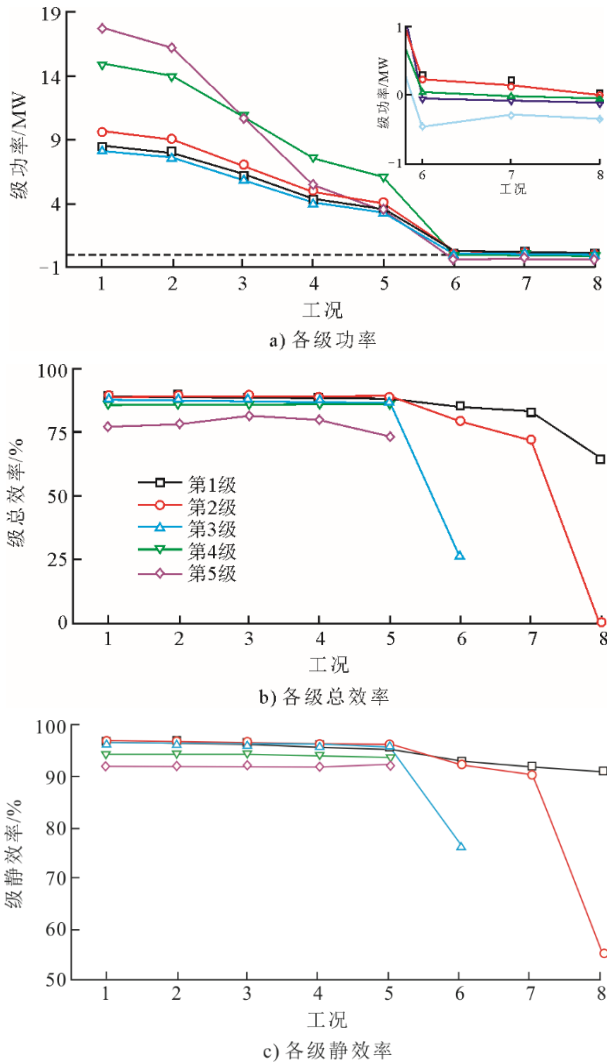 19
14
9
4
-1
级功率/MW
1 2 3 4 5 6 7 8
工况
1
0
-1
级功率/MW
6 7 8
工况
a) 各级功率
100
75
50
25
0
级总效率/%
第1级
第2级
第3级
第4级
第5级
1 2 3 4 5 6 7 8
工况
b) 各级总效率
100
90
80
70
60
50
级静效率/%
1 2 3 4 5 6 7 8
工况
c) 各级静效率